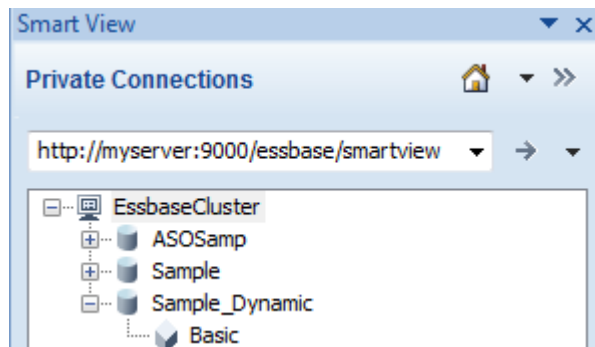 Smart View
Private Connections
http://myserver:9000/essbase/smartview
EssbaseCluster
ASOSamp
Sample
Sample_Dynamic
Basic